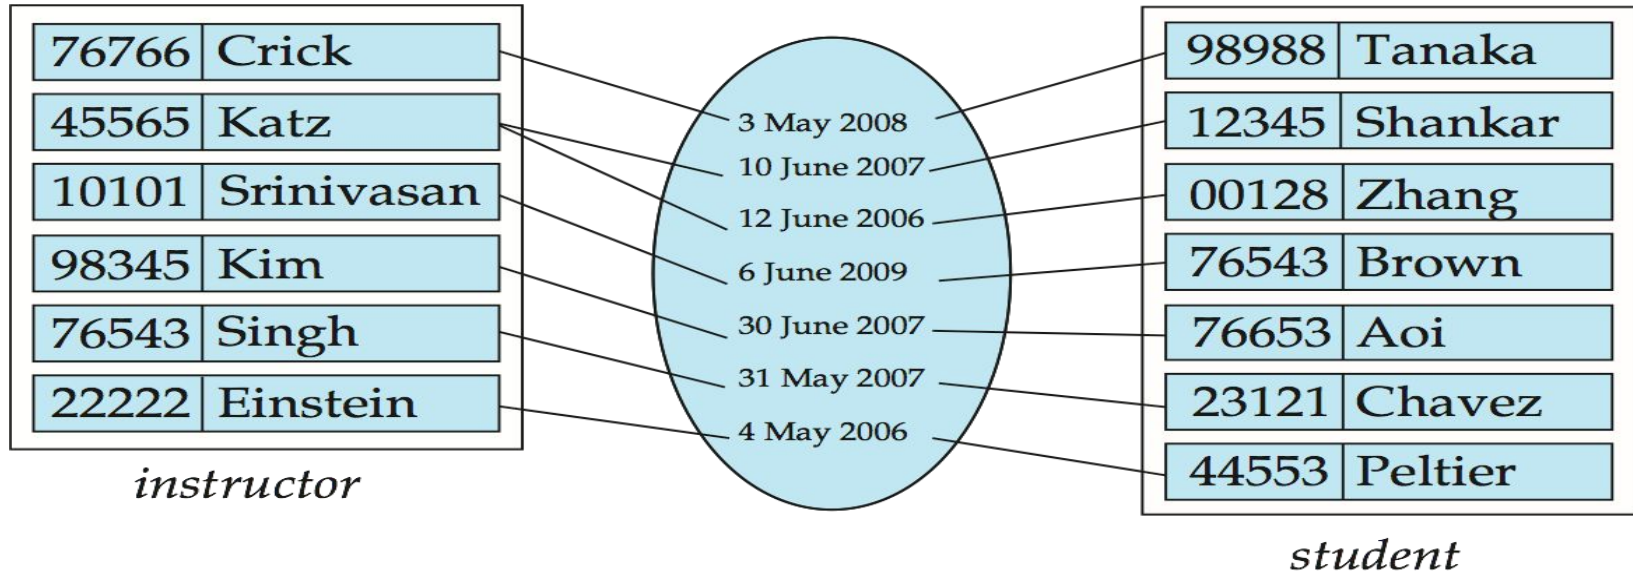 76766 Crick
45565 Katz
10101 Srinivasan
98345 Kim
76543 Singh
22222 Einstein
instructor
3 May 2008
10 June 2007
12 June 2006
6 June 2009
30 June 2007
31 May 2007
4 May 2006
98988 Tanaka
12345 Shankar
00128 Zhang
76543 Brown
76653 Aoi
23121 Chavez
44553 Peltier
student